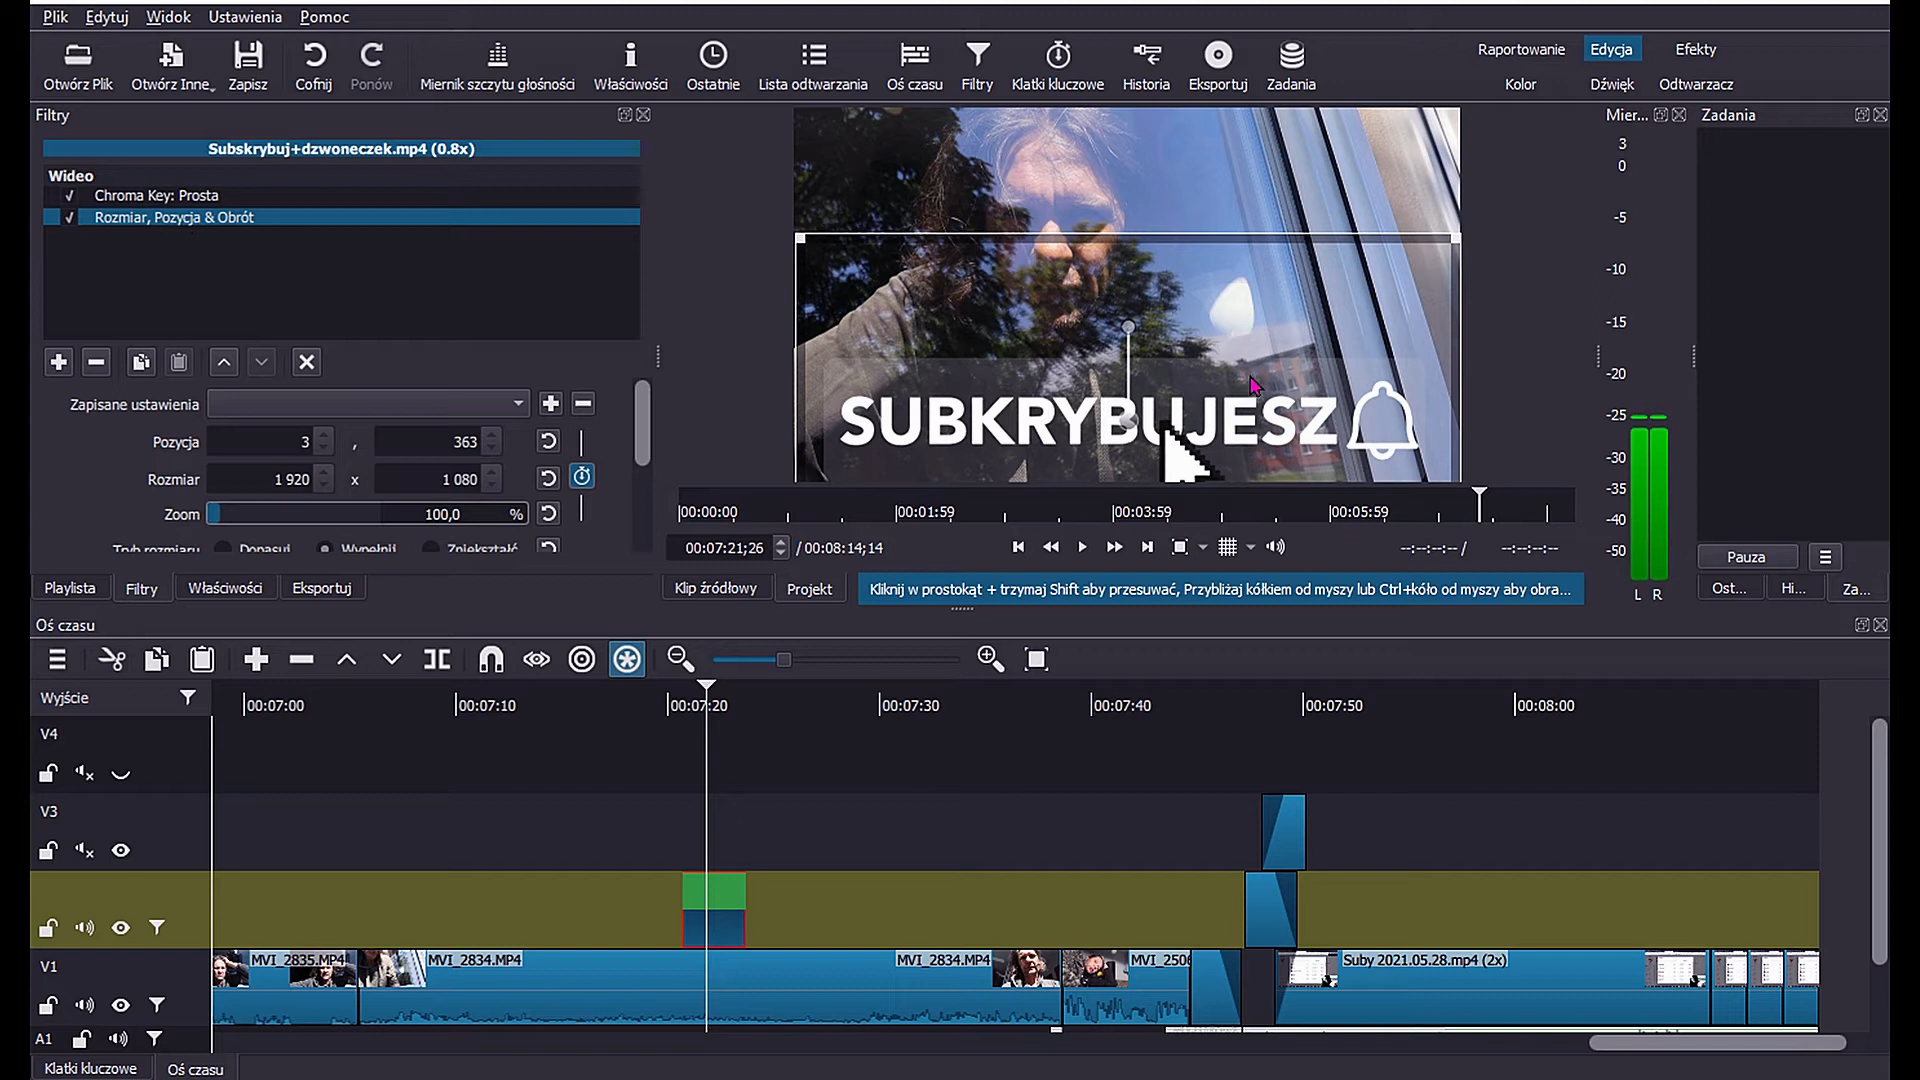 Plik Edytuj Widok Ustawienia Pomoc
Otwórz Plik Otwórz Inne Zapisz Cofnij Ponów Miernik szczytu głośności Właściwości Ostatnie Lista odtwarzania Oś czasu Filtry Klatki kluczowe Historia Eksportuj Zadania
Raportowanie Edycja Efekty
Kolor Dźwięk Odtwarzacz
Filtry
Subskrybuj+dzwoneczek.mp4 (0.8x)
Wideo
Chroma Key: Prosta
Rozmiar, Pozycja & Obrót
Zapisane ustawienia
Pozycja 3 , 363
Rozmiar 1 920 x 1 080
Zoom 100,0 %
Tryb rozmiaru Dopasuj Wypełnij Zniekształć
Playlista Filtry Właściwości Eksportuj
SUBKRYBUJESZ
00:00:00 00:01:59 00:03:59 00:05:59
00:07:21;26 / 00:08:14;14 --:--:--:-- / --:--:--:--
Klip źródłowy Projekt Kliknij w prostokąt + trzymaj Shift aby przesuwać, Przybliżaj kółkiem od myszy lub Ctrl+kóło od myszy aby obra...
Mier...
3
0
-5
-10
-15
-20
-25
-30
-35
-40
-50
L R
Zadania
Pauza
Ost... Hi... Za...
Oś czasu
Wyjście
00:07:00 00:07:10 00:07:20 00:07:30 00:07:40 00:07:50 00:08:00
V4
V3
V1
MVI_2835.MP4 MVI_2834.MP4 MVI_2834.MP4 MVI_2506 Suby 2021.05.28.mp4 (2x)
A1
Klatki kluczowe Oś czasu